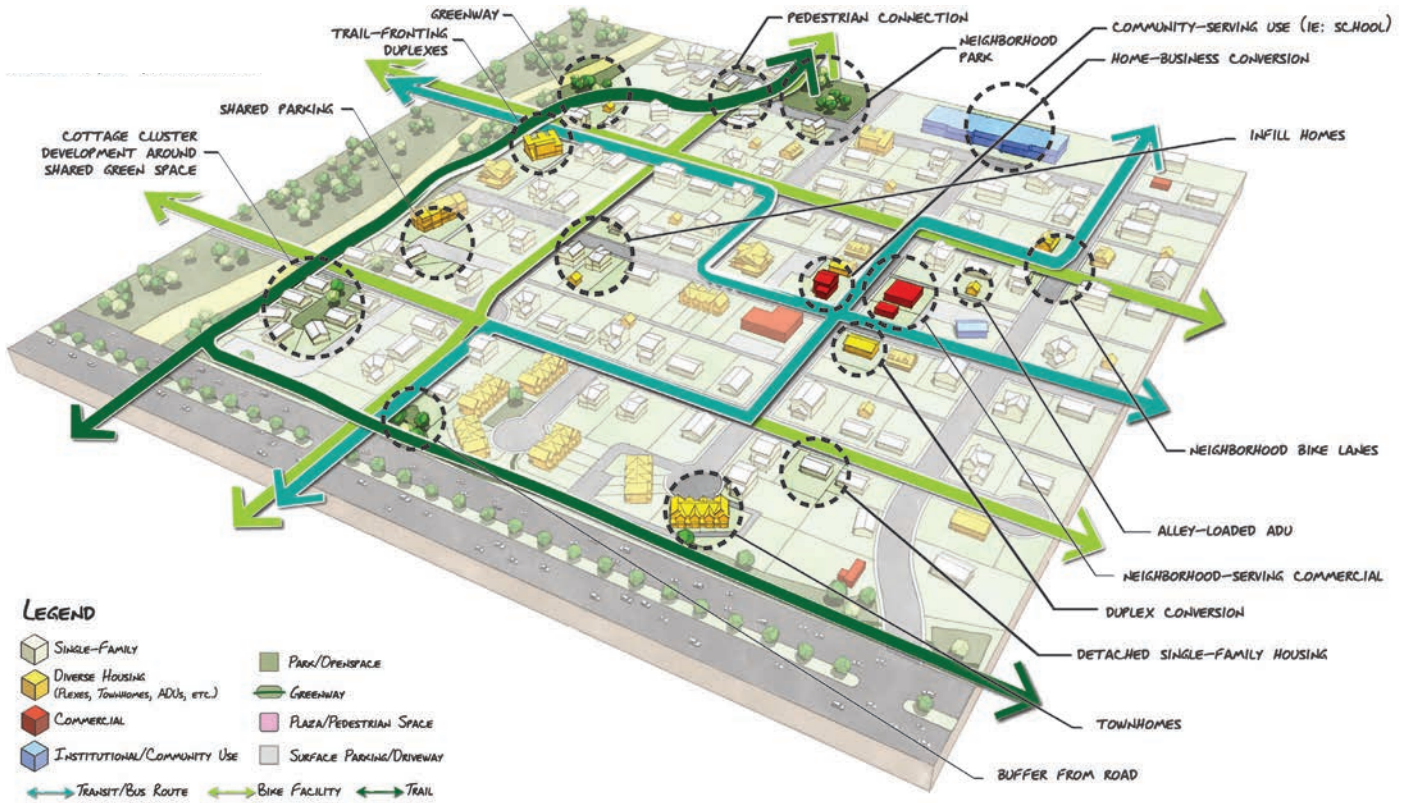 GREENWAY
TRAIL-FRONTING
DUPLEXES
SHARED PARKING
COTTAGE CLUSTER
DEVELOPMENT AROUND
SHARED GREEN SPACE
PEDESTRIAN CONNECTION
NEIGHBORHOOD
PARK
COMMUNITY-SERVING USE (IE: SCHOOL)
HOME-BUSINESS CONVERSION
INFILL HOMES
NEIGHBORHOOD BIKE LANES
ALLEY-LOADED ADU
NEIGHBORHOOD-SERVING COMMERCIAL
DUPLEX CONVERSION
DETACHED SINGLE-FAMILY HOUSING
TOWNHOMES
BUFFER FROM ROAD
LEGEND
SINGLE-FAMILY
DIVERSE HOUSING
(PLEXES, TOWNHOMES, ADUS, ETC.)
COMMERCIAL
INSTITUTIONAL/COMMUNITY USE
PARK/OPENSPACE
GREENWAY
PLAZA/PEDESTRIAN SPACE
SURFACE PARKING/DRIVEWAY
TRANSIT/BUS ROUTE
BIKE FACILITY
TRAIL